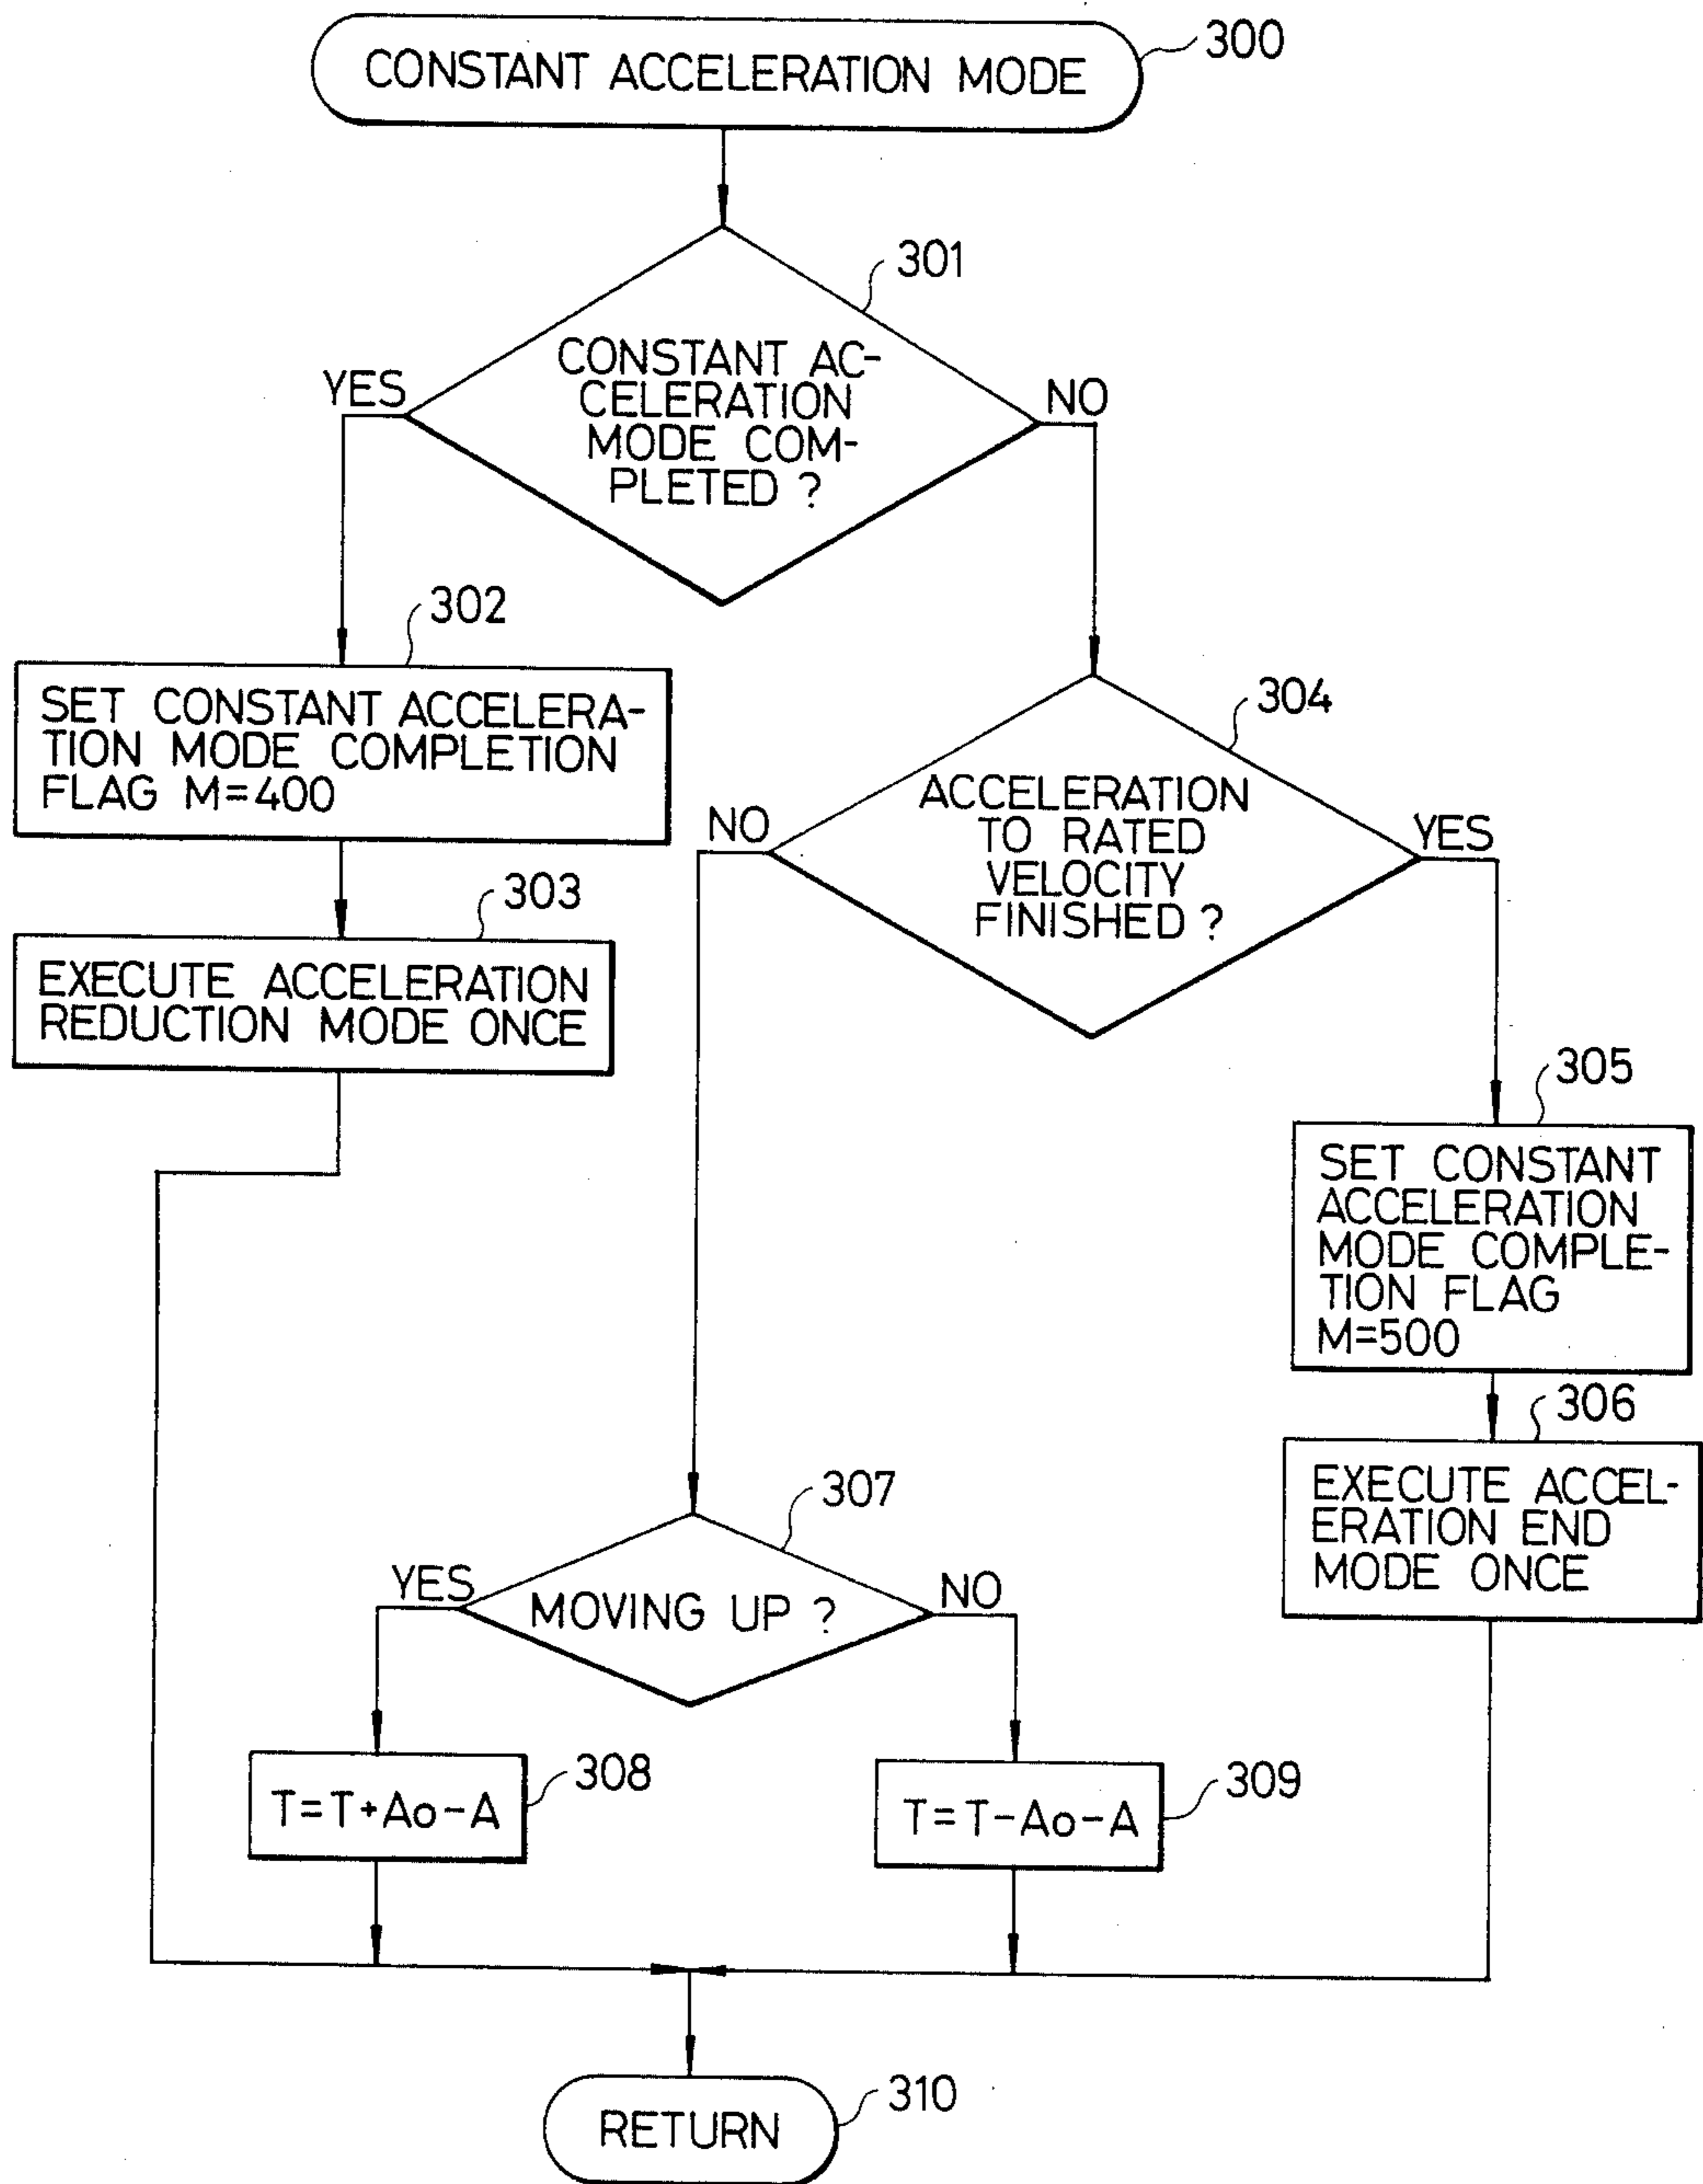 CONSTANT ACCELERATION MODE
300
301
CONSTANT AC-
CELERATION
MODE COM-
PLETED ?
YES
NO
302
SET CONSTANT ACCELERA-
TION MODE COMPLETION
FLAG M=400
303
EXECUTE ACCELERATION
REDUCTION MODE ONCE
304
ACCELERATION
TO RATED
VELOCITY
FINISHED ?
NO
YES
305
SET CONSTANT
ACCELERATION
MODE COMPLE-
TION FLAG
M=500
306
EXECUTE ACCEL-
ERATION END
MODE ONCE
307
MOVING UP ?
YES
NO
308
T=T+Ao-A
309
T=T-Ao-A
310
RETURN